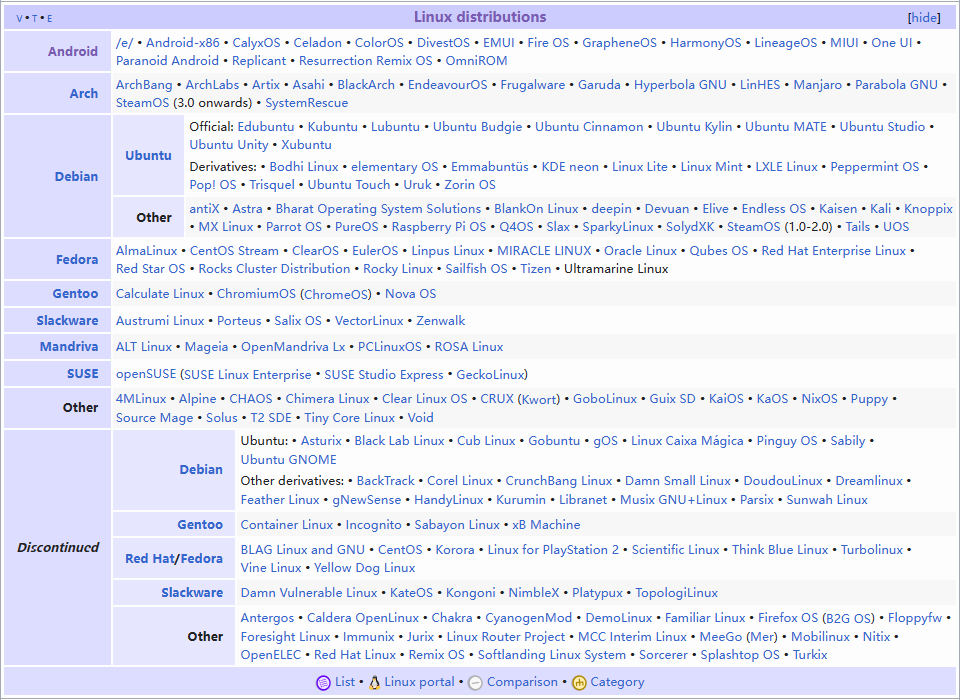 V • T • E Linux distributions [hide]
Android
/e/ • Android-x86 • CalyxOS • Celadon • ColorOS • DivestOS • EMUI • Fire OS • GrapheneOS • HarmonyOS • LineageOS • MIUI • One UI •
Paranoid Android • Replicant • Resurrection Remix OS • OmniROM
Arch
ArchBang • ArchLabs • Artix • Asahi • BlackArch • EndeavourOS • Frugalware • Garuda • Hyperbola GNU • LinHES • Manjaro • Parabola GNU •
SteamOS (3.0 onwards) • SystemRescue
Debian
Ubuntu
Official: Edubuntu • Kubuntu • Lubuntu • Ubuntu Budgie • Ubuntu Cinnamon • Ubuntu Kylin • Ubuntu MATE • Ubuntu Studio •
Ubuntu Unity • Xubuntu
Derivatives: • Bodhi Linux • elementary OS • Emmabuntüs • KDE neon • Linux Lite • Linux Mint • LXLE Linux • Peppermint OS •
Pop! OS • Trisquel • Ubuntu Touch • Uruk • Zorin OS
Other
antiX • Astra • Bharat Operating System Solutions • BlankOn Linux • deepin • Devuan • Elive • Endless OS • Kaisen • Kali • Knoppix
• MX Linux • Parrot OS • PureOS • Raspberry Pi OS • Q4OS • Slax • SparkyLinux • SolydXK • SteamOS (1.0-2.0) • Tails • UOS
Fedora
AlmaLinux • CentOS Stream • ClearOS • EulerOS • Linpus Linux • MIRACLE LINUX • Oracle Linux • Qubes OS • Red Hat Enterprise Linux •
Red Star OS • Rocks Cluster Distribution • Rocky Linux • Sailfish OS • Tizen • Ultramarine Linux
Gentoo
Calculate Linux • ChromiumOS (ChromeOS) • Nova OS
Slackware
Austrumi Linux • Porteus • Salix OS • VectorLinux • Zenwalk
Mandriva
ALT Linux • Mageia • OpenMandriva Lx • PCLinuxOS • ROSA Linux
SUSE
openSUSE (SUSE Linux Enterprise • SUSE Studio Express • GeckoLinux)
Other
4MLinux • Alpine • CHAOS • Chimera Linux • Clear Linux OS • CRUX (Kwort) • GoboLinux • Guix SD • KaiOS • KaOS • NixOS • Puppy •
Source Mage • Solus • T2 SDE • Tiny Core Linux • Void
Discontinued
Debian
Ubuntu: • Asturix • Black Lab Linux • Cub Linux • Gobuntu • gOS • Linux Caixa Mágica • Pinguy OS • Sabily •
Ubuntu GNOME
Other derivatives: • BackTrack • Corel Linux • CrunchBang Linux • Damn Small Linux • DoudouLinux • Dreamlinux •
Feather Linux • gNewSense • HandyLinux • Kurumin • Libranet • Musix GNU+Linux • Parsix • Sunwah Linux
Gentoo
Container Linux • Incognito • Sabayon Linux • xB Machine
Red Hat/Fedora
BLAG Linux and GNU • CentOS • Korora • Linux for PlayStation 2 • Scientific Linux • Think Blue Linux • Turbolinux •
Vine Linux • Yellow Dog Linux
Slackware
Damn Vulnerable Linux • KateOS • Kongoni • NimbleX • Platypux • TopologiLinux
Other
Antergos • Caldera OpenLinux • Chakra • CyanogenMod • DemoLinux • Familiar Linux • Firefox OS (B2G OS) • Floppyfw •
Foresight Linux • Immunix • Jurix • Linux Router Project • MCC Interim Linux • MeeGo (Mer) • Mobilinux • Nitix •
OpenELEC • Red Hat Linux • Remix OS • Softlanding Linux System • Sorcerer • Splashtop OS • Turkix
List • Linux portal • Comparison • Category